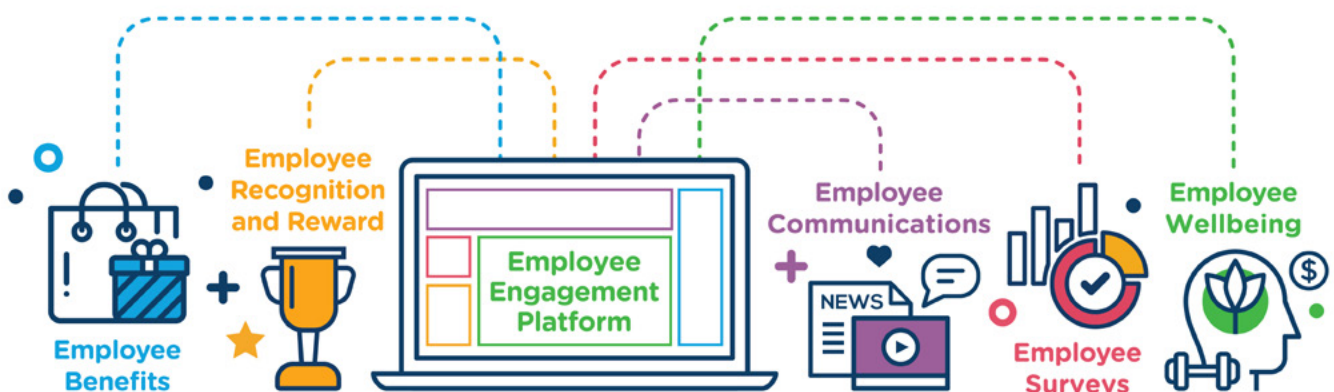 Employee
Recognition
and Reward
Employee
Benefits
Employee
Engagement
Platform
Employee
Communications
NEWS
Employee
Surveys
Employee
Wellbeing
$